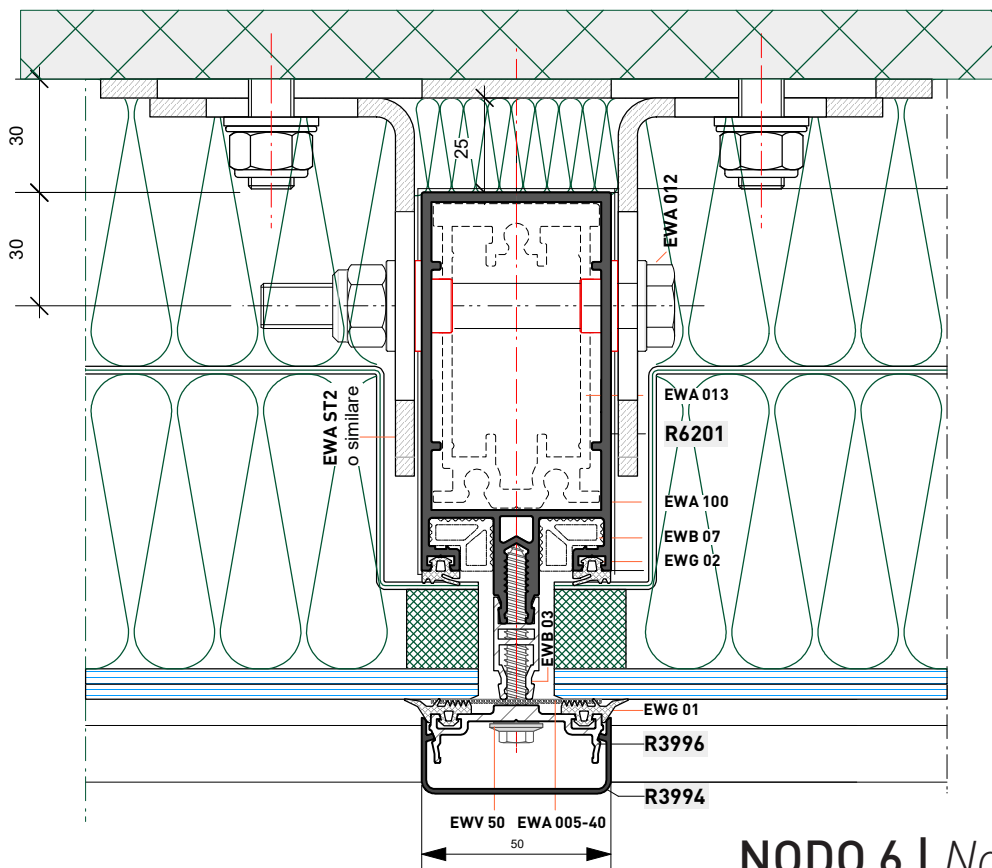 30
25
30
EWA 012
EWA ST2
o similare
EWA 013
R6201
EWA 100
EWB 07
EWG 02
EWB 03
EWG 01
R3996
R3994
EWV 50 EWA 005-40
50
NODO 6 |